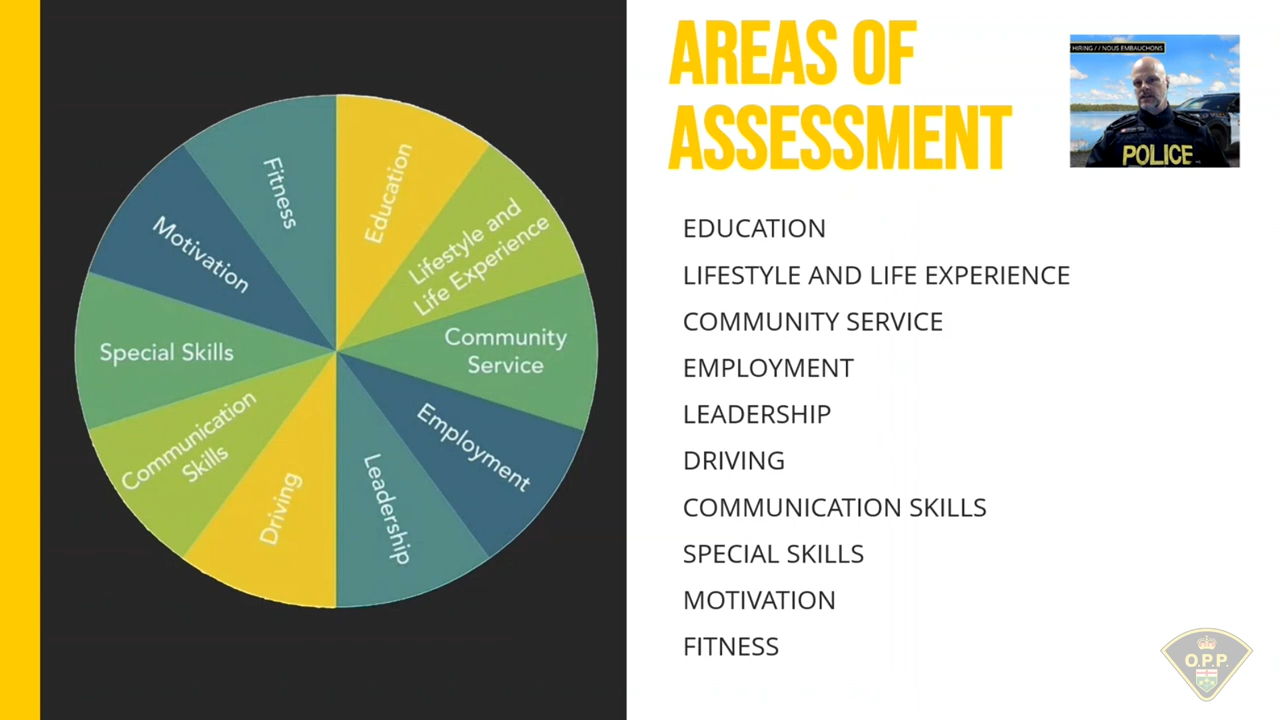 AREAS OF
ASSESSMENT
HIRING // NOUS EMBAUCHONS
POLICE
Fitness
Education
Motivation
Lifestyle and
Life Experience
Special Skills
Community
Service
Communication
Skills
Employment
Driving
Leadership
EDUCATION
LIFESTYLE AND LIFE EXPERIENCE
COMMUNITY SERVICE
EMPLOYMENT
LEADERSHIP
DRIVING
COMMUNICATION SKILLS
SPECIAL SKILLS
MOTIVATION
FITNESS
O.P.P.